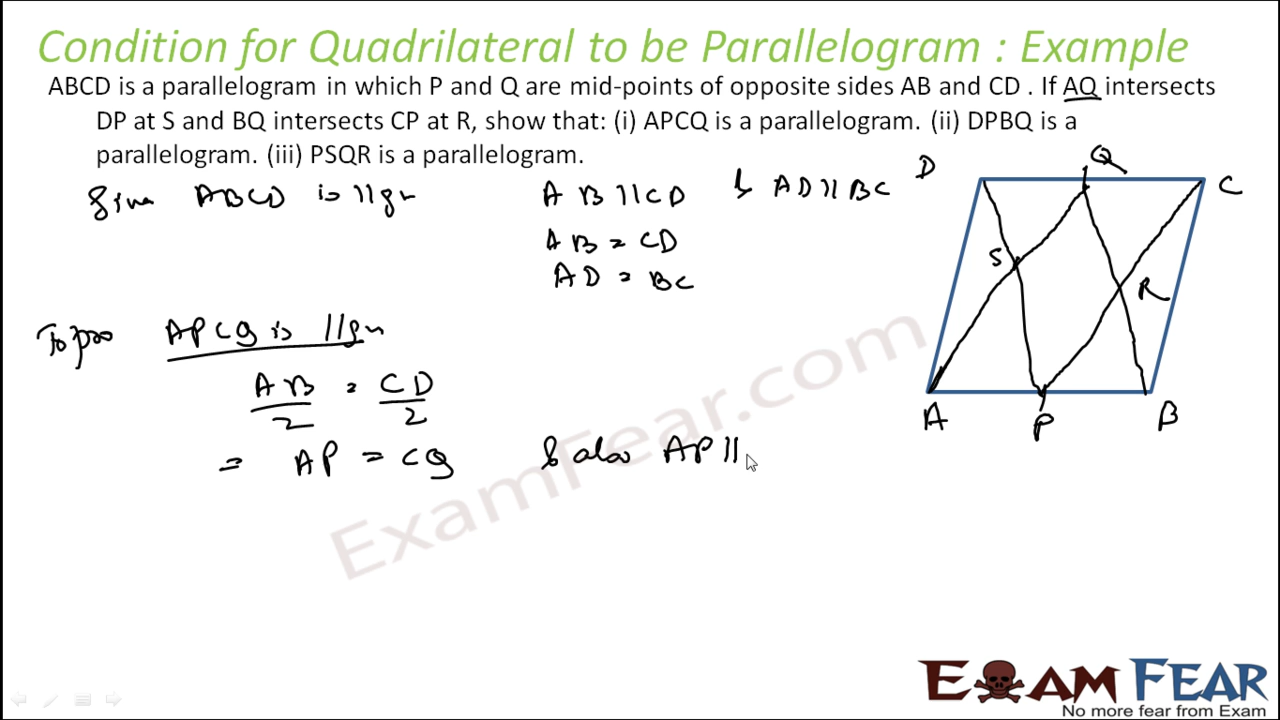 Condition for Quadrilateral to be Parallelogram : Example
ABCD is a parallelogram in which P and Q are mid-points of opposite sides AB and CD . If AQ intersects
DP at S and BQ intersects CP at R, show that: (i) APCQ is a parallelogram. (ii) DPBQ is a
parallelogram. (iii) PSQR is a parallelogram.
given ABCD is ||gm AB || CD & AD || BC
AB = CD
AD = BC
To pro APCQ is ||gm
AB/2 = CD/2
= AP = CQ & also AP ||
D Q C
S R
A P B
ExamFear.com
EXAM FEAR
No more fear from Exam